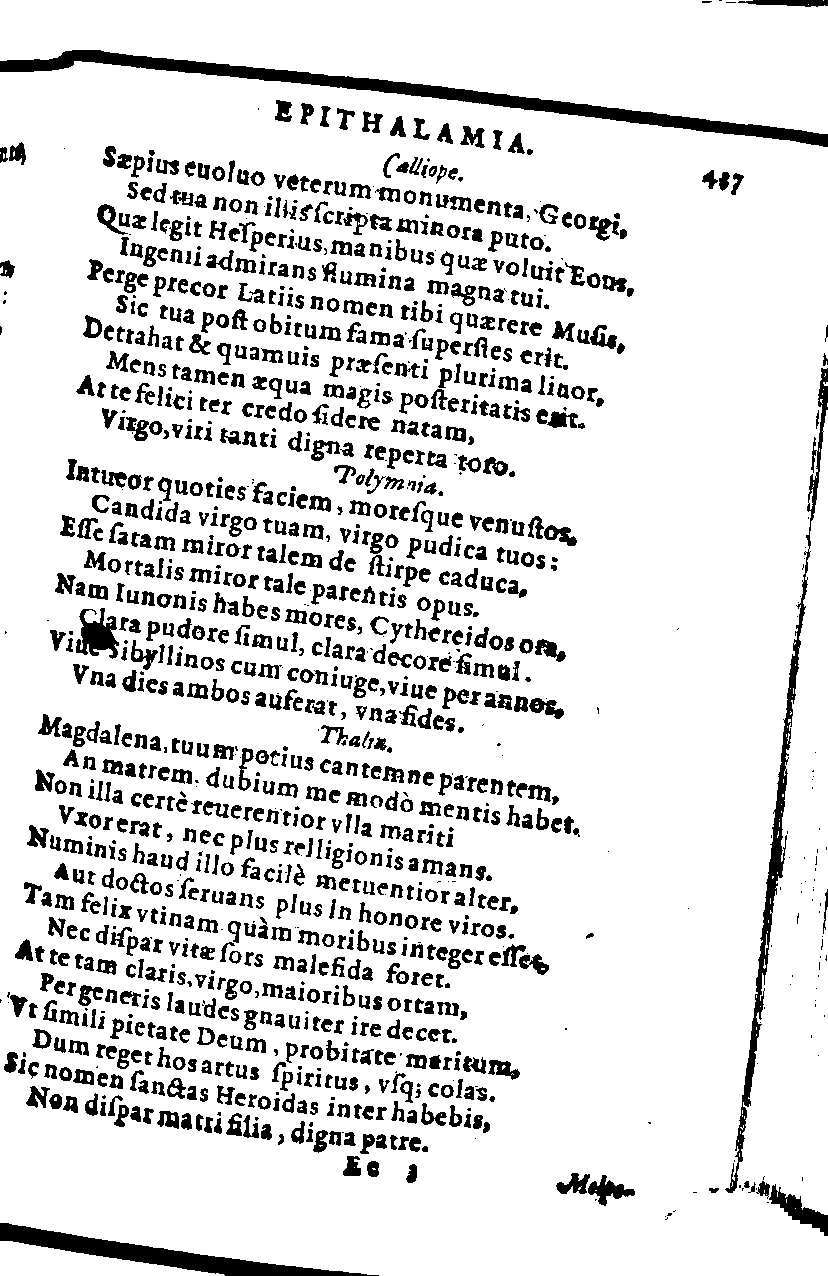 EPITHALAMIA.
487
Calliope.
Sæpius euoluo veterum monumenta, Georgi,
Sed tua non illis ſcripta minora puto.
Quæ legit Heſperius, manibus quæ voluit Eous,
Ingenii admirans flumina magna tui.
Perge precor Latiis nomen tibi quærere Muſis,
Sic tua poſt obitum fama ſuperſtes erit.
Detrahat & quamuis præſenti plurima liuor,
Mens tamen æqua magis poſteritatis erit.
At te felici ter credo ſidere natam,
Virgo, viri tanti digna reperta toro.
Polymnia.
Intueor quoties faciem, moreſque venuſtos,
Candida virgo tuam, virgo pudica tuos:
Eſſe ſatam miror talem de ſtirpe caduca,
Mortalis miror tale parentis opus.
Nam Iunonis habes mores, Cythereidos ora,
Clara pudore ſimul, clara decore ſimul.
Viue Sibyllinos cum coniuge, viue per annos,
Vna dies ambos auferat, vna fides.
Thalia.
Magdalena, tuum potius cantemne parentem,
An matrem, dubium me modò mentis habet.
Non illa certè reuerentior vlla mariti
Vxor erat, nec plus relligionis amans.
Numinis haud illo facilè metuentior alter,
Aut doctos ſeruans plus in honore viros.
Tam felix vtinam quàm moribus integer eſſet,
Nec diſpar vitæ ſors malefida foret.
At te tam claris, virgo, maioribus ortam,
Per generis laudes gnauiter ire decet.
Vt ſimili pietate Deum, probitate maritum,
Dum reget hos artus ſpiritus, vſq; colas.
Sic nomen ſanctas Heroidas inter habebis,
Non diſpar matri filia, digna patre.
Ee 3
Melpo-